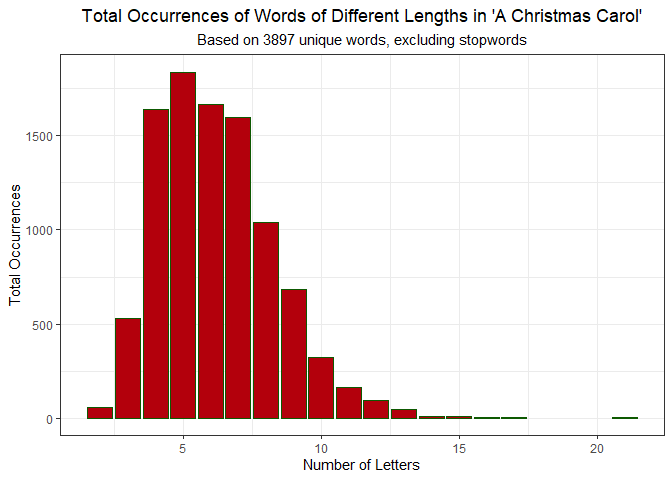 Total Occurrences of Words of Different Lengths in 'A Christmas Carol'
Based on 3897 unique words, excluding stopwords
Total Occurrences
1500
1000
500
0
5 10 15 20
Number of Letters